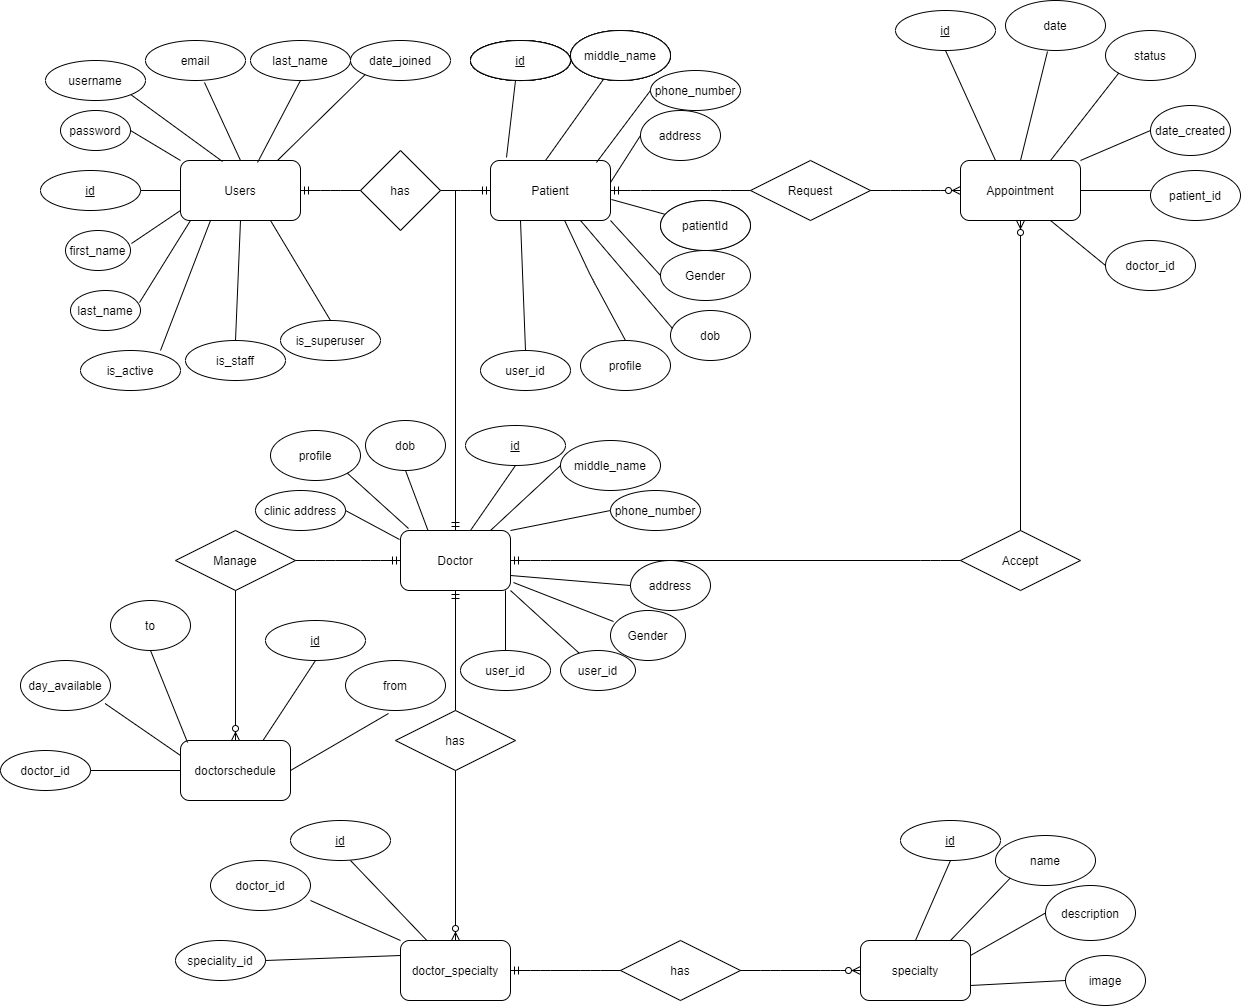 id
date
email
last_name
date_joined
id
middle_name
status
username
phone_number
password
address
date_created
id
Users
has
Patient
Request
Appointment
patient_id
patientId
first_name
Gender
doctor_id
last_name
is_superuser
dob
is_active
is_staff
user_id
profile
profile
dob
id
middle_name
clinic address
phone_number
Manage
Doctor
Accept
address
to
id
Gender
user_id
user_id
day_available
from
has
doctor_id
doctorschedule
id
id
name
doctor_id
description
speciality_id
doctor_specialty
has
specialty
image